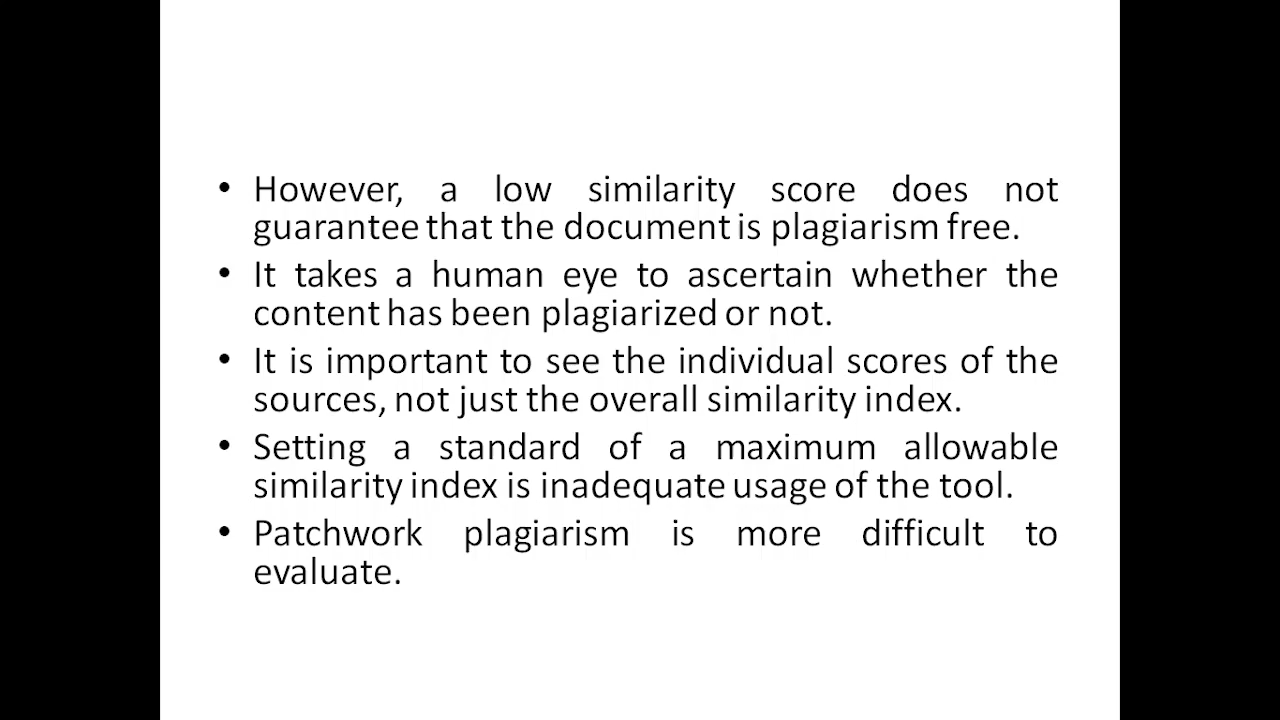 • However, a low similarity score does not
guarantee that the document is plagiarism free.
• It takes a human eye to ascertain whether the
content has been plagiarized or not.
• It is important to see the individual scores of the
sources, not just the overall similarity index.
• Setting a standard of a maximum allowable
similarity index is inadequate usage of the tool.
• Patchwork plagiarism is more difficult to
evaluate.